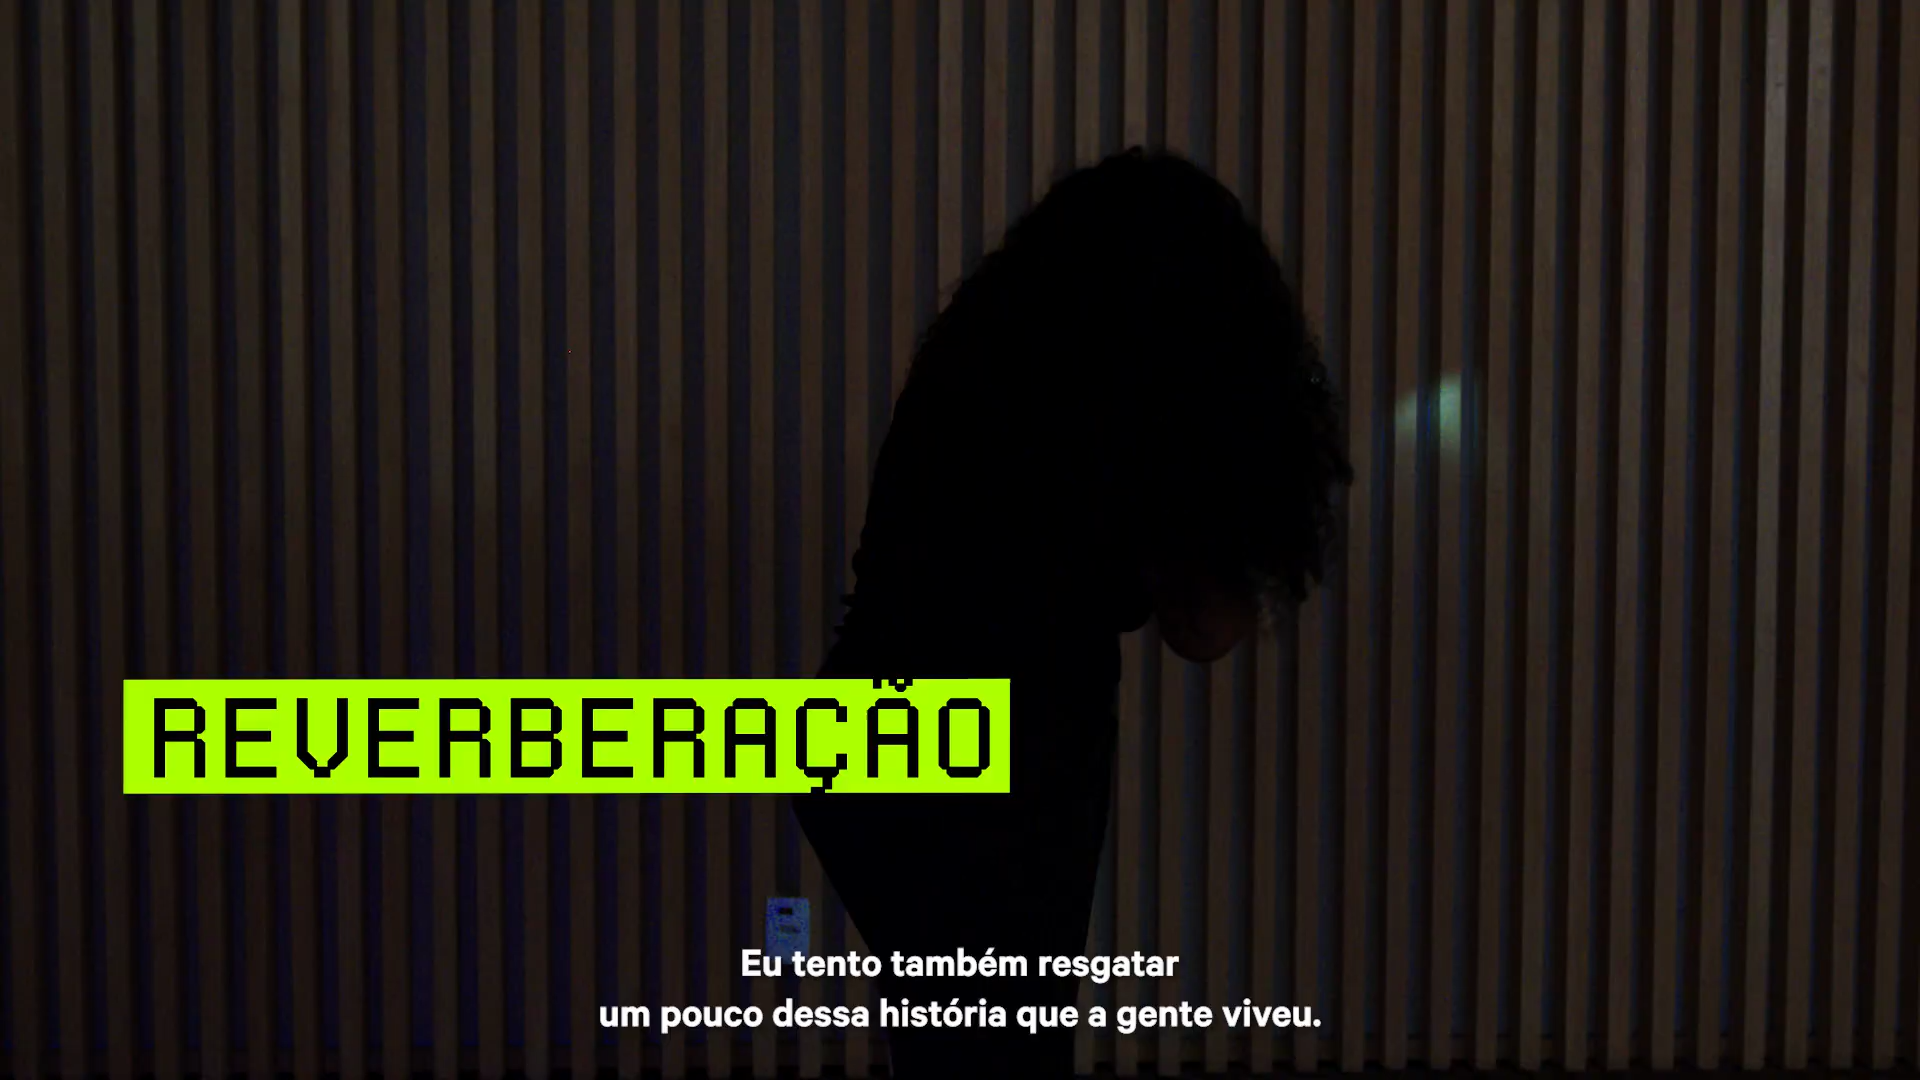 REVERBERAÇÃO
Eu tento também resgatar
um pouco dessa história que a gente viveu.